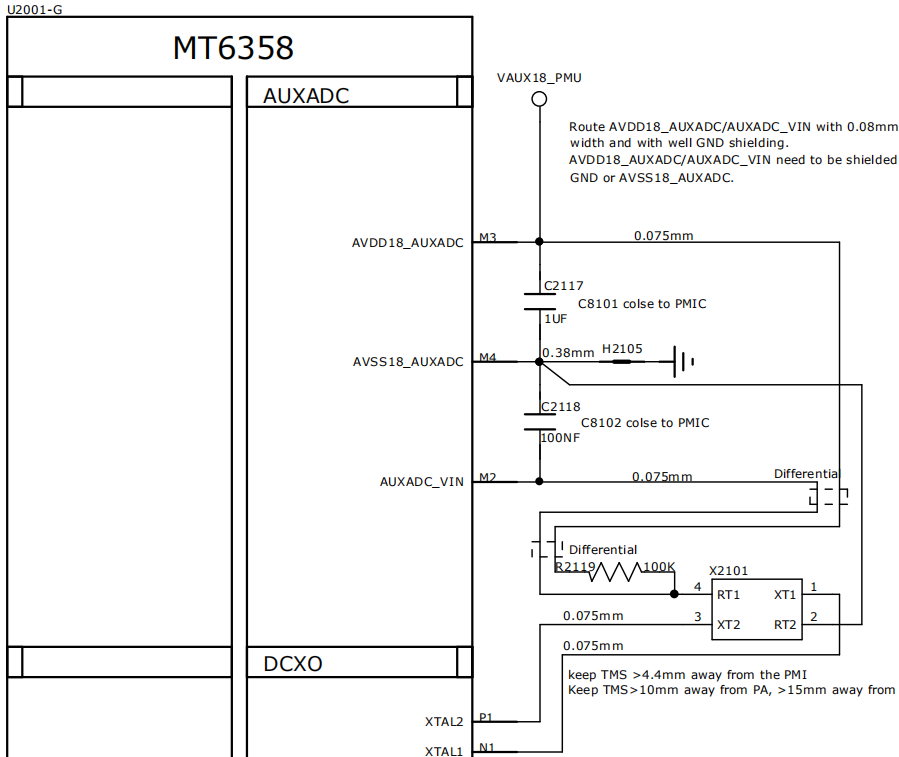 U2001-G
MT6358
AUXADC
VAUX18_PMU
Route AVDD18_AUXADC/AUXADC_VIN with 0.08mm
width and with well GND shielding.
AVDD18_AUXADC/AUXADC_VIN need to be shielded
GND or AVSS18_AUXADC.
AVDD18_AUXADC M3 0.075mm
C2117
C8101 colse to PMIC
1UF
AVSS18_AUXADC M4 0.38mm H2105
C2118
C8102 colse to PMIC
100NF
AUXADC_VIN M2 0.075mm Differential
Differential
R2119 100K X2101
4 RT1 XT1 1
0.075mm 3 XT2 RT2 2
0.075mm
DCXO
keep TMS >4.4mm away from the PMI
Keep TMS>10mm away from PA, >15mm away from
XTAL2 P1
XTAL1 N1